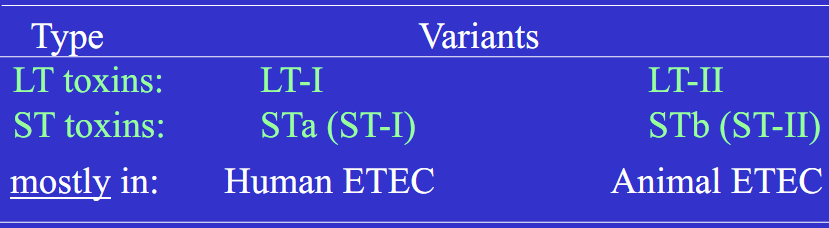 Type Variants
LT toxins: LT-I LT-II
ST toxins: STa (ST-I) STb (ST-II)
mostly in: Human ETEC Animal ETEC